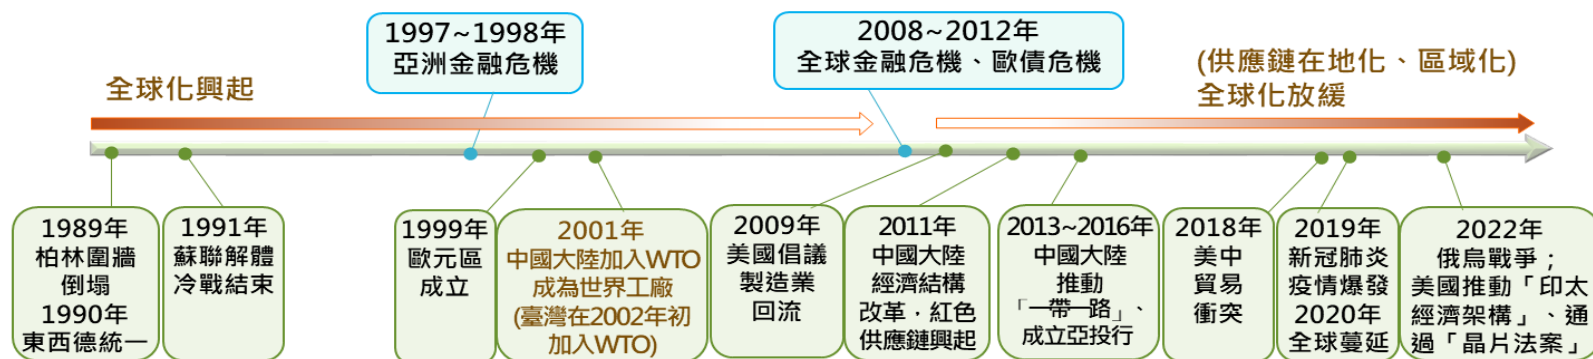 1997~1998年
亞洲金融危機
2008~2012年
全球金融危機、歐債危機
全球化興起
(供應鏈在地化、區域化)
全球化放緩
1989年
柏林圍牆
倒塌
1990年
東西德統一
1991年
蘇聯解體
冷戰結束
1999年
歐元區
成立
2001年
中國大陸加入WTO
成為世界工廠
(臺灣在2002年初
加入WTO)
2009年
美國倡議
製造業
回流
2011年
中國大陸
經濟結構
改革，紅色
供應鏈興起
2013~2016年
中國大陸
推動
「一帶一路」、
成立亞投行
2018年
美中
貿易
衝突
2019年
新冠肺炎
疫情爆發
2020年
全球蔓延
2022年
俄烏戰爭；
美國推動「印太
經濟架構」、通
過「晶片法案」